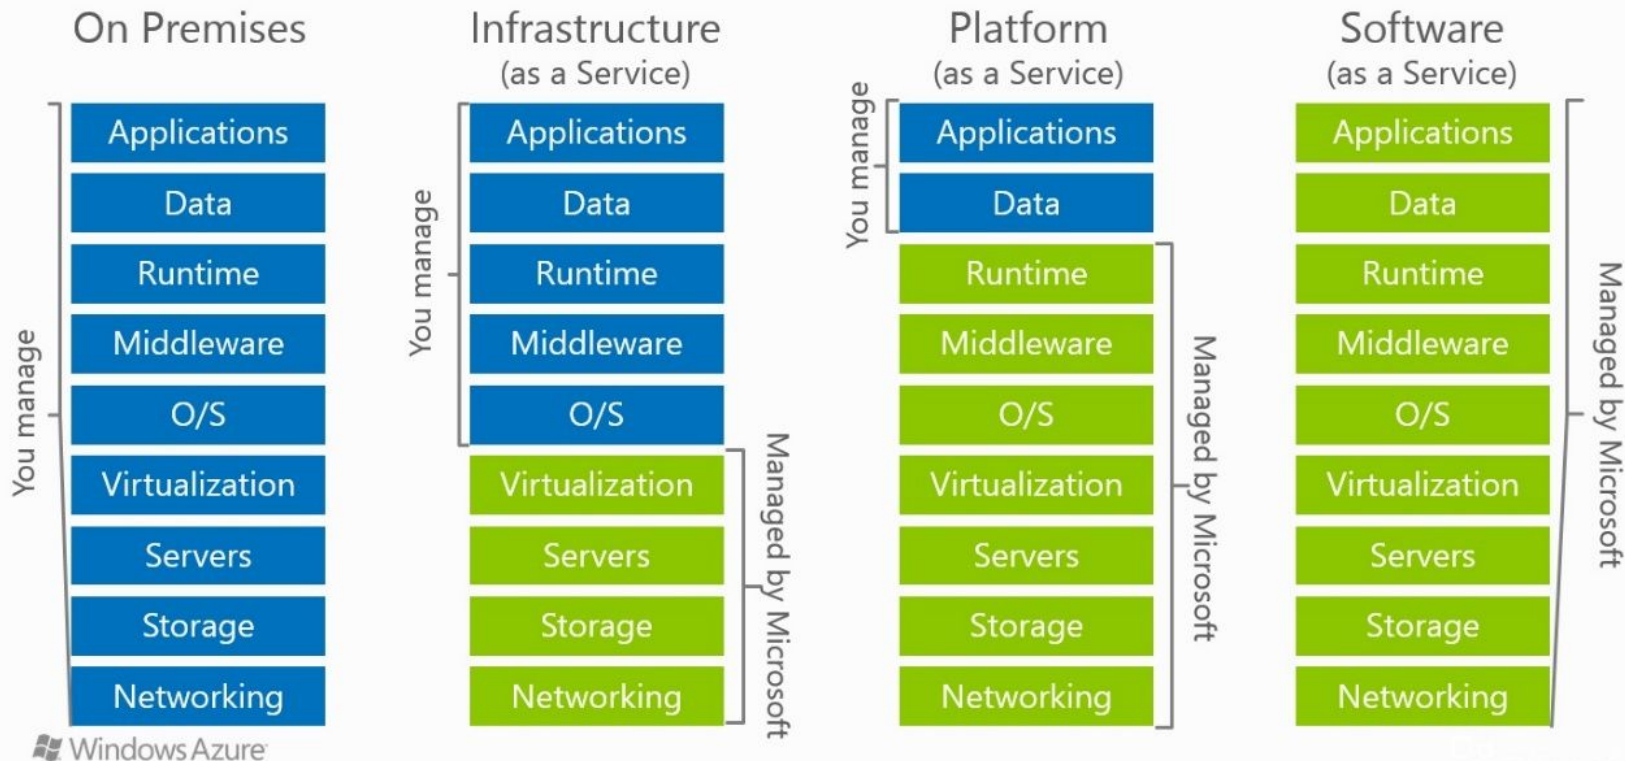 On Premises
Infrastructure
(as a Service)
Platform
(as a Service)
Software
(as a Service)
You manage
Applications
Data
Runtime
Middleware
O/S
Virtualization
Servers
Storage
Networking
You manage
Applications
Data
Runtime
Middleware
O/S
Virtualization
Servers
Storage
Networking
Managed by Microsoft
You manage
Applications
Data
Runtime
Middleware
O/S
Virtualization
Servers
Storage
Networking
Managed by Microsoft
Applications
Data
Runtime
Middleware
O/S
Virtualization
Servers
Storage
Networking
Managed by Microsoft
Windows Azure